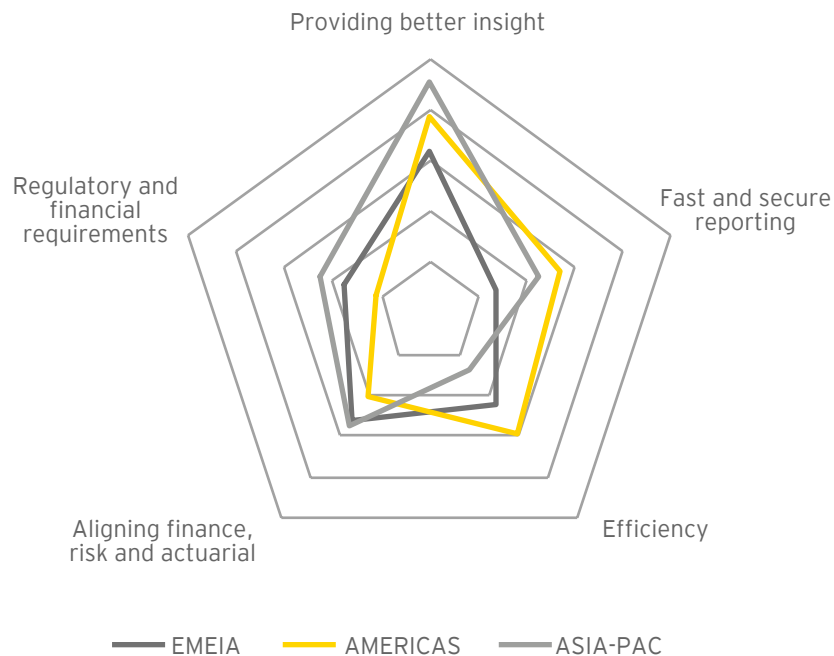 Providing better insight
Regulatory and
financial
requirements
Fast and secure
reporting
Aligning finance,
risk and actuarial
Efficiency
EMEIA
AMERICAS
ASIA-PAC